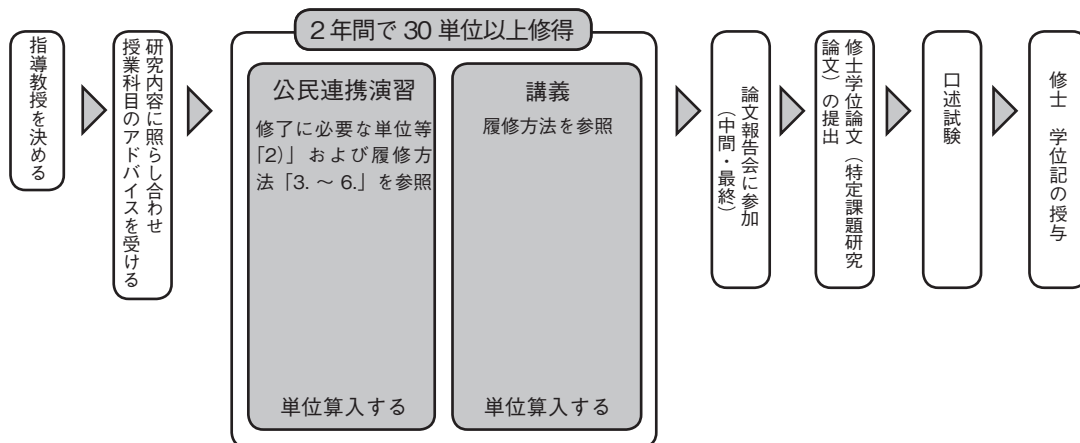 指導教授を決める
研究内容に照らし合わせ
授業科目のアドバイスを受ける
2年間で30単位以上修得
公民連携演習
修了に必要な単位等
「2)」および履修方
法「3.～6.」を参照
単位算入する
講義
履修方法を参照
単位算入する
論文報告会に参加
（中間・最終）
修士学位論文（特定課題研究
論文）の提出
口述試験
修士　学位記の授与